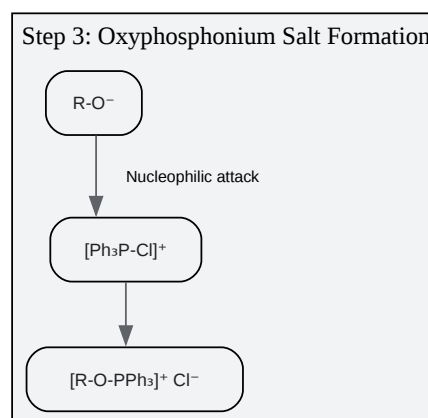 Step 3: Oxyphosphonium Salt Formation
R-O⁻
Nucleophilic attack
[Ph₃P-Cl]⁺
[R-O-PPh₃]⁺ Cl⁻